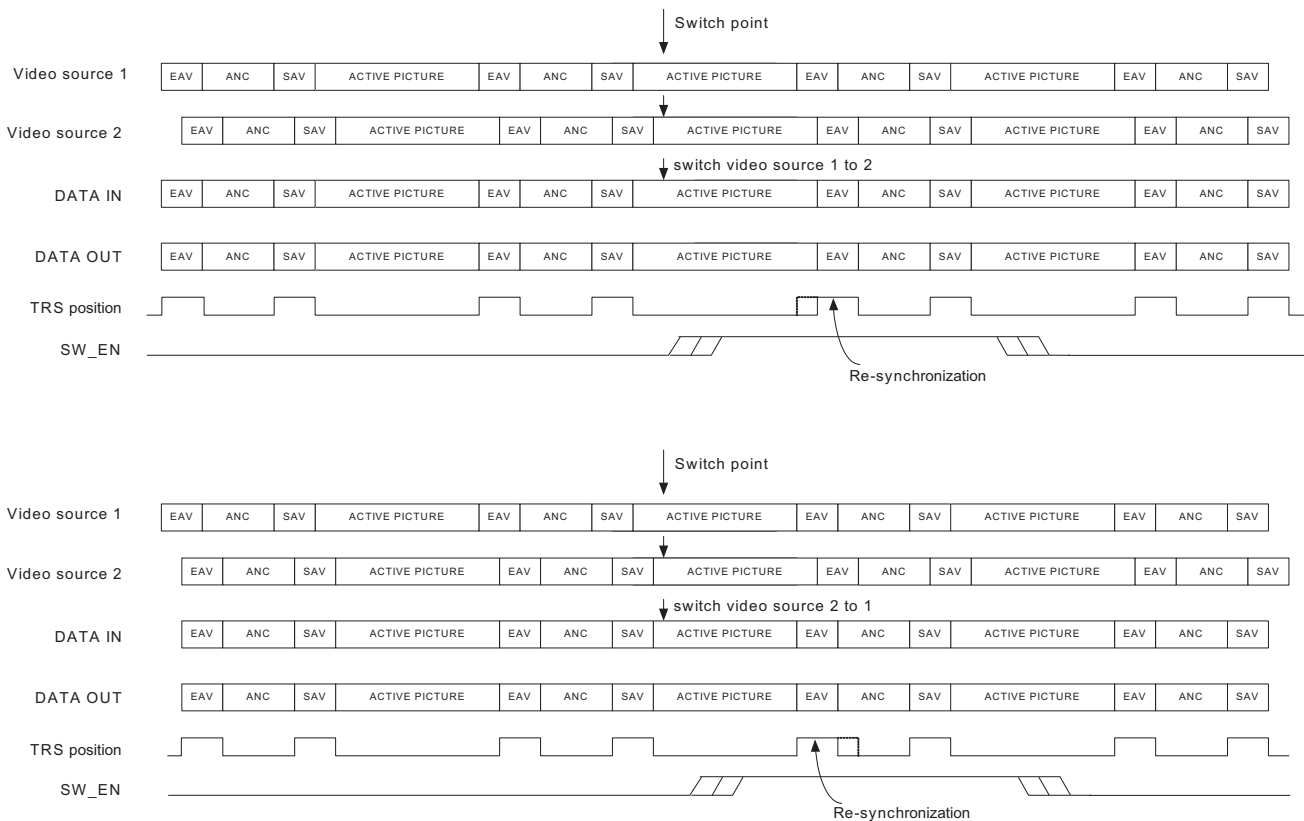 Switch point
Video source 1 EAV ANC SAV ACTIVE PICTURE EAV ANC SAV ACTIVE PICTURE EAV ANC SAV ACTIVE PICTURE EAV ANC SAV
Video source 2 EAV ANC SAV ACTIVE PICTURE EAV ANC SAV ACTIVE PICTURE EAV ANC SAV ACTIVE PICTURE EAV ANC SAV
switch video source 1 to 2
DATA IN EAV ANC SAV ACTIVE PICTURE EAV ANC SAV ACTIVE PICTURE EAV ANC SAV ACTIVE PICTURE EAV ANC SAV
DATA OUT EAV ANC SAV ACTIVE PICTURE EAV ANC SAV ACTIVE PICTURE EAV ANC SAV ACTIVE PICTURE EAV ANC SAV
TRS position
SW_EN
Re-synchronization
Switch point
Video source 1 EAV ANC SAV ACTIVE PICTURE EAV ANC SAV ACTIVE PICTURE EAV ANC SAV ACTIVE PICTURE EAV ANC SAV
Video source 2 EAV ANC SAV ACTIVE PICTURE EAV ANC SAV ACTIVE PICTURE EAV ANC SAV ACTIVE PICTURE EAV ANC SAV
switch video source 2 to 1
DATA IN EAV ANC SAV ACTIVE PICTURE EAV ANC SAV ACTIVE PICTURE EAV ANC SAV ACTIVE PICTURE EAV ANC SAV
DATA OUT EAV ANC SAV ACTIVE PICTURE EAV ANC SAV ACTIVE PICTURE EAV ANC SAV ACTIVE PICTURE EAV ANC SAV
TRS position
SW_EN
Re-synchronization